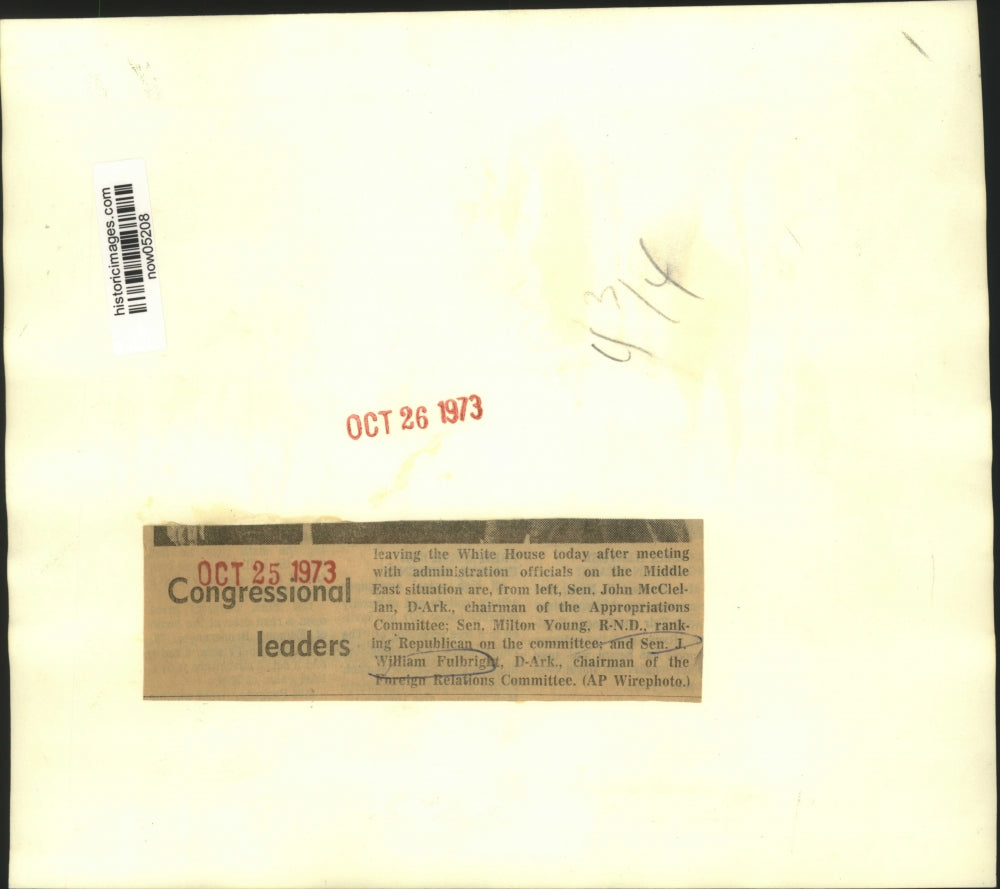 historicimages.com
now05208
4 3/4
OCT 26 1973
OCT 25 1973
Congressional
leaders
leaving the White House today after meeting
with administration officials on the Middle
East situation are, from left, Sen. John McClel-
lan, D-Ark., chairman of the Appropriations
Committee; Sen. Milton Young, R-N.D., rank-
ing Republican on the committee; and Sen. J.
William Fulbright, D-Ark., chairman of the
Foreign Relations Committee. (AP Wirephoto.)